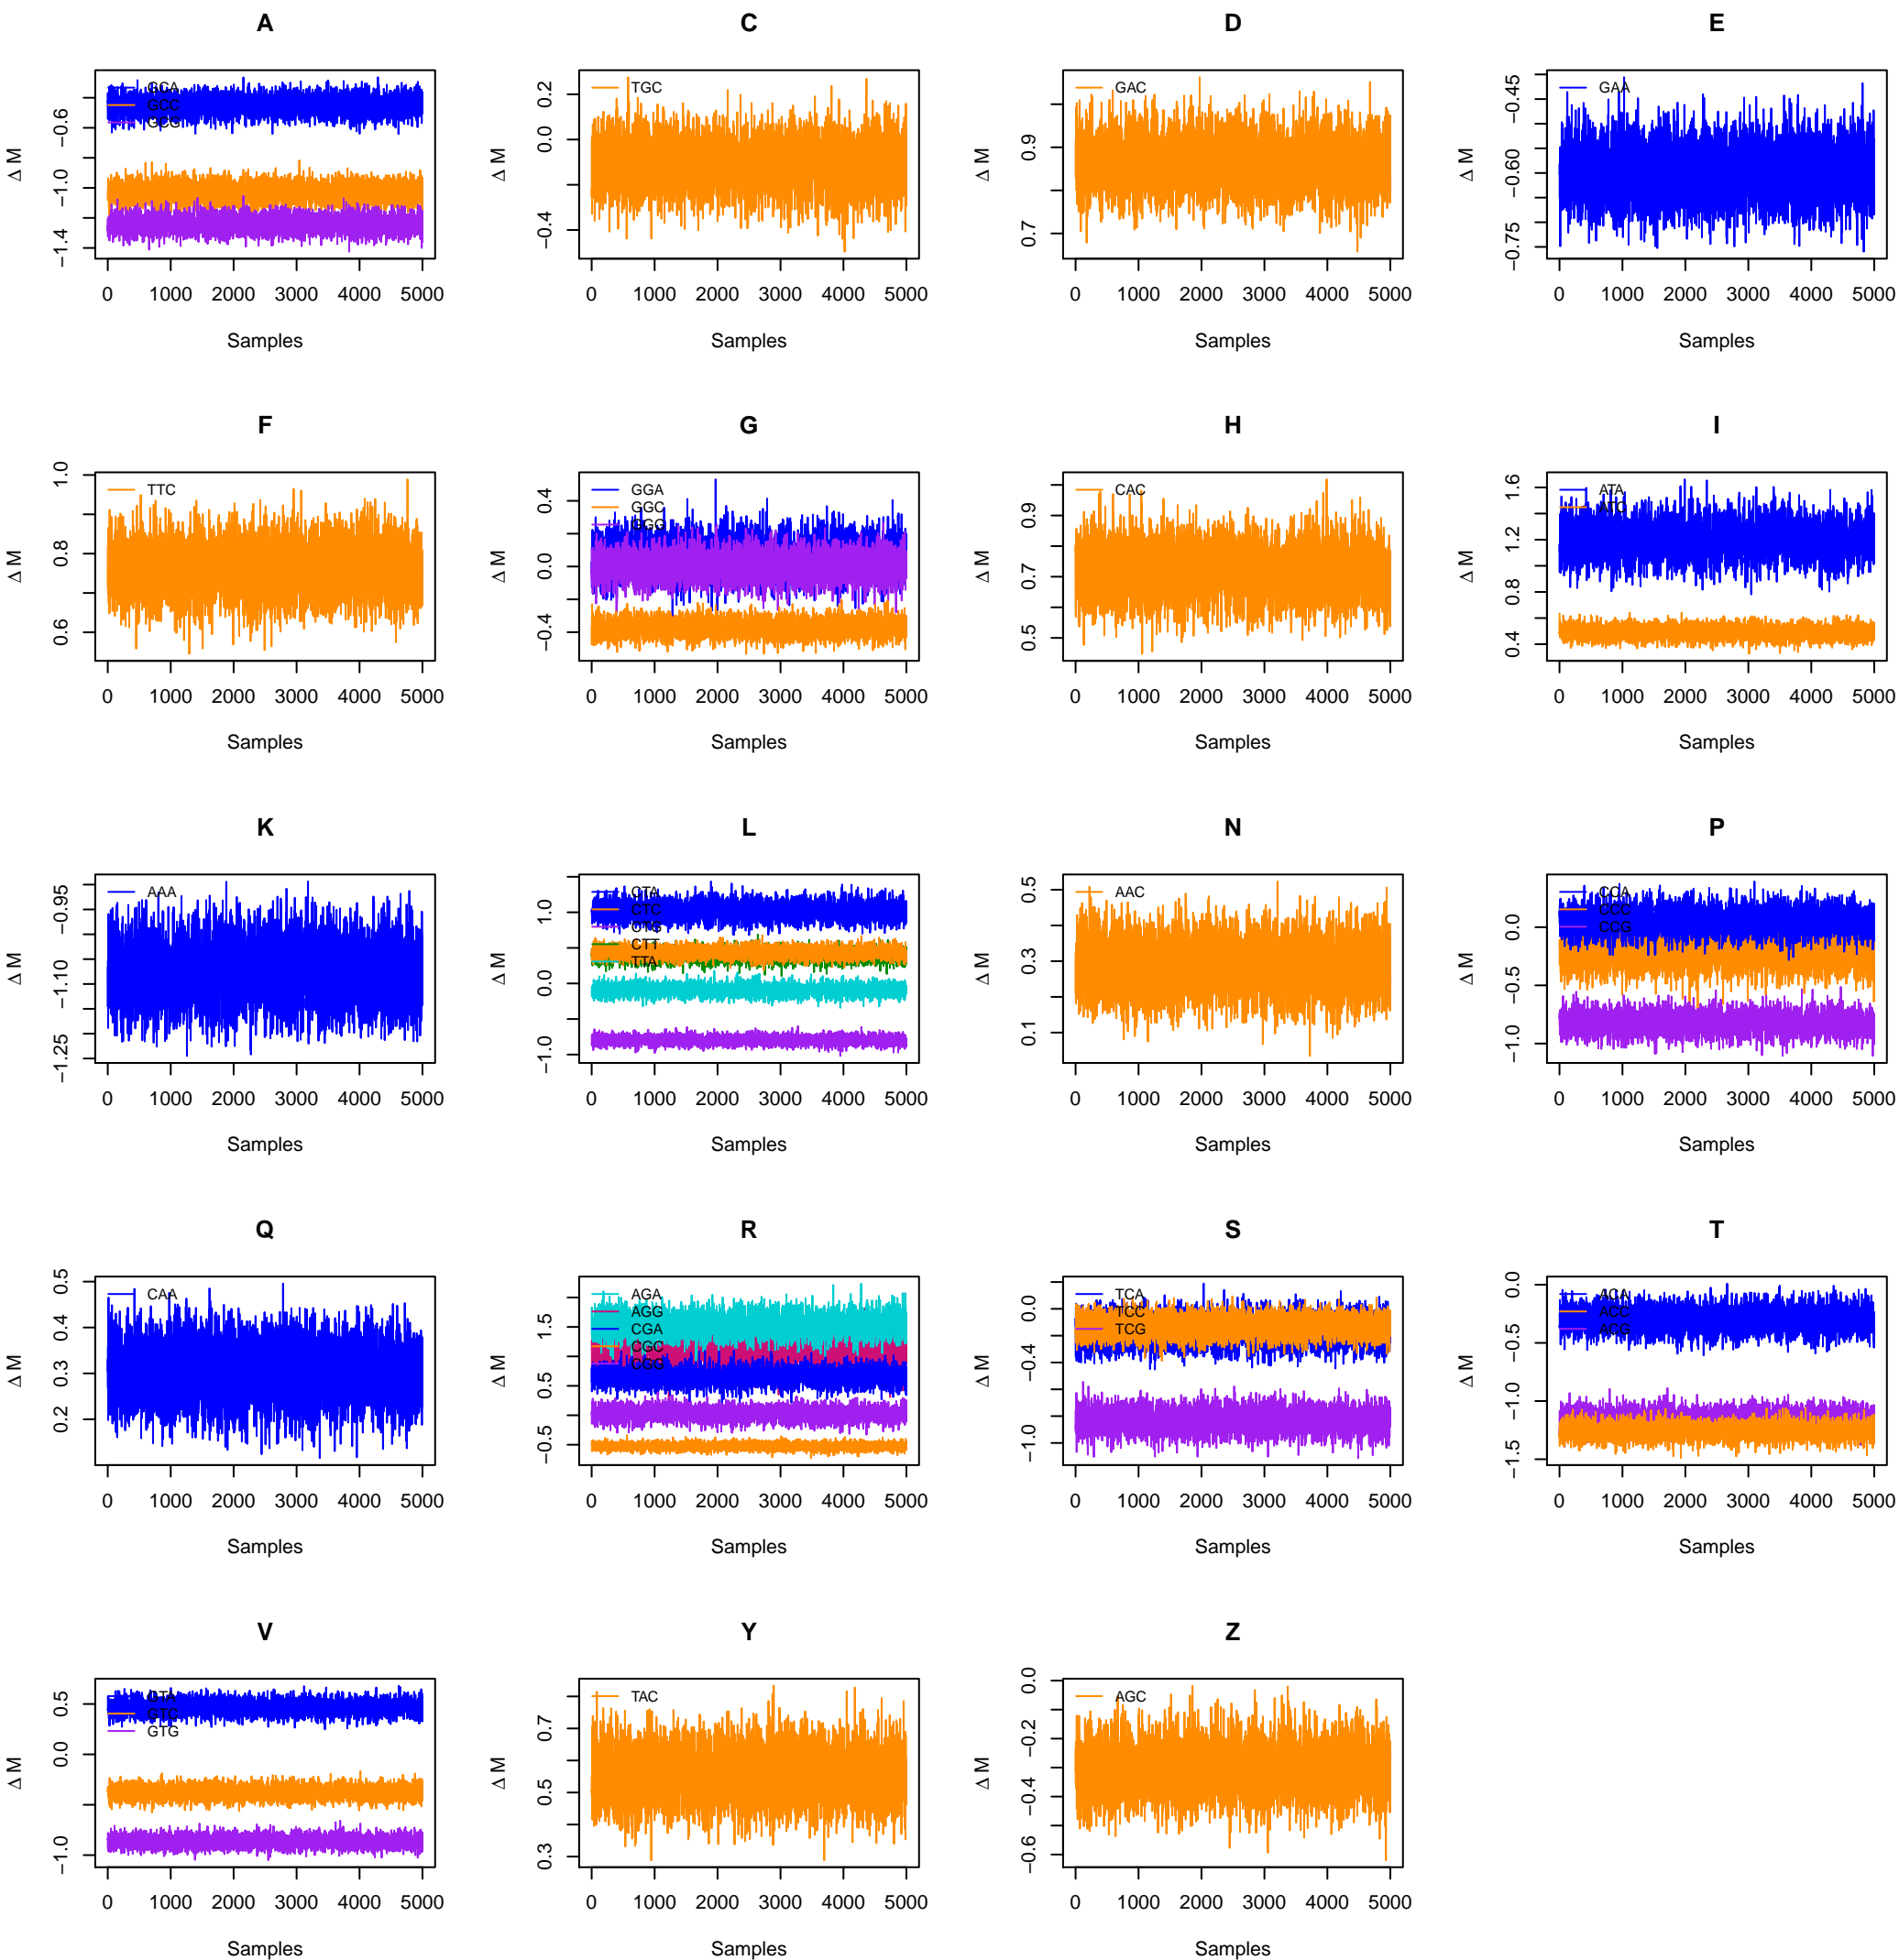 A C D E
Δ M −1.4 −1.0 −0.6 GCA GCC GCG
Δ M −0.4 0.0 0.2 TGC
Δ M 0.7 0.9 GAC
Δ M −0.75 −0.60 −0.45 GAA
0 1000 2000 3000 4000 5000 0 1000 2000 3000 4000 5000 0 1000 2000 3000 4000 5000 0 1000 2000 3000 4000 5000
Samples Samples Samples Samples
F G H I
Δ M 0.6 0.8 1.0 TTC
Δ M −0.4 0.0 0.4 GGA GGC GGG
Δ M 0.5 0.7 0.9 CAC
Δ M 0.4 0.8 1.2 1.6 ATA ATC
0 1000 2000 3000 4000 5000 0 1000 2000 3000 4000 5000 0 1000 2000 3000 4000 5000 0 1000 2000 3000 4000 5000
Samples Samples Samples Samples
K L N P
Δ M −1.25 −1.10 −0.95 AAA
Δ M −1.0 0.0 1.0 CTA CTC CTG CTT TTA
Δ M 0.1 0.3 0.5 AAC
Δ M −1.0 −0.5 0.0 CCA CCC CCG
0 1000 2000 3000 4000 5000 0 1000 2000 3000 4000 5000 0 1000 2000 3000 4000 5000 0 1000 2000 3000 4000 5000
Samples Samples Samples Samples
Q R S T
Δ M 0.2 0.3 0.4 0.5 CAA
Δ M −0.5 0.5 1.5 AGA AGG CGA CGC CGG
Δ M −1.0 −0.4 0.0 TCA TCC TCG
Δ M −1.5 −1.0 −0.5 0.0 ACA ACC ACG
0 1000 2000 3000 4000 5000 0 1000 2000 3000 4000 5000 0 1000 2000 3000 4000 5000 0 1000 2000 3000 4000 5000
Samples Samples Samples Samples
V Y Z
Δ M −1.0 0.0 0.5 GTA GTC GTG
Δ M 0.3 0.5 0.7 TAC
Δ M −0.6 −0.4 −0.2 0.0 AGC
0 1000 2000 3000 4000 5000 0 1000 2000 3000 4000 5000 0 1000 2000 3000 4000 5000
Samples Samples Samples